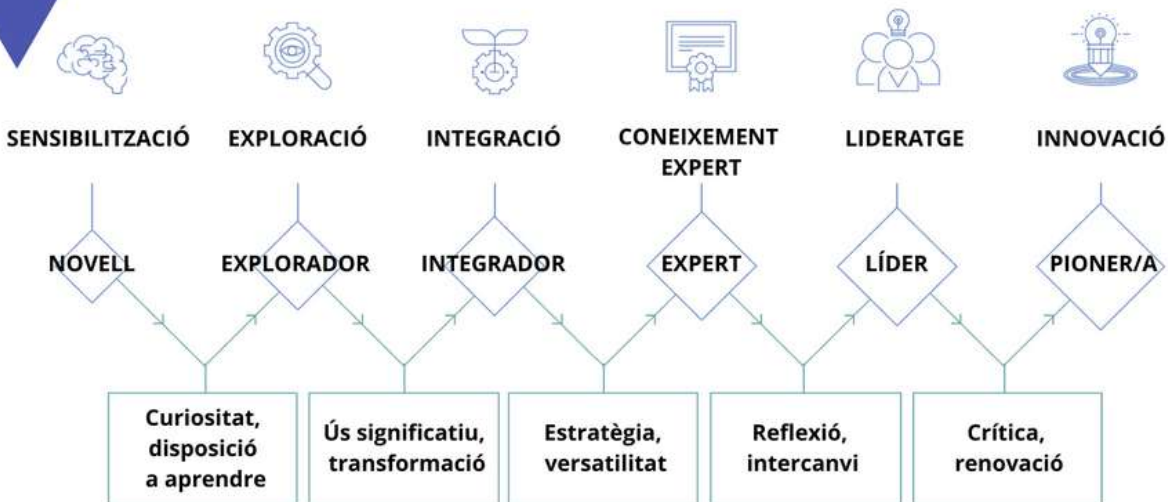 SENSIBILITZACIÓ
EXPLORACIÓ
INTEGRACIÓ
CONEIXEMENT
EXPERT
LIDERATGE
INNOVACIÓ
NOVELL
EXPLORADOR
INTEGRADOR
EXPERT
LÍDER
PIONER/A
Curiositat,
disposició
a aprendre
Ús significatiu,
transformació
Estratègia,
versatilitat
Reflexió,
intercanvi
Crítica,
renovació